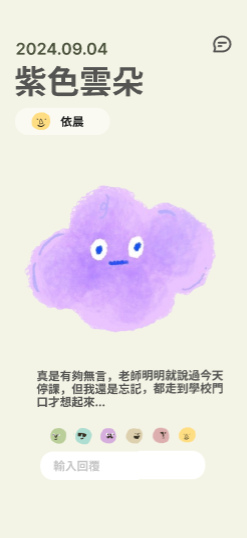 2024.09.04
紫色雲朵
依晨
真是有夠無言，老師明明就說過今天
停課，但我還是忘記，都走到學校門
口才想起來...
輸入回覆